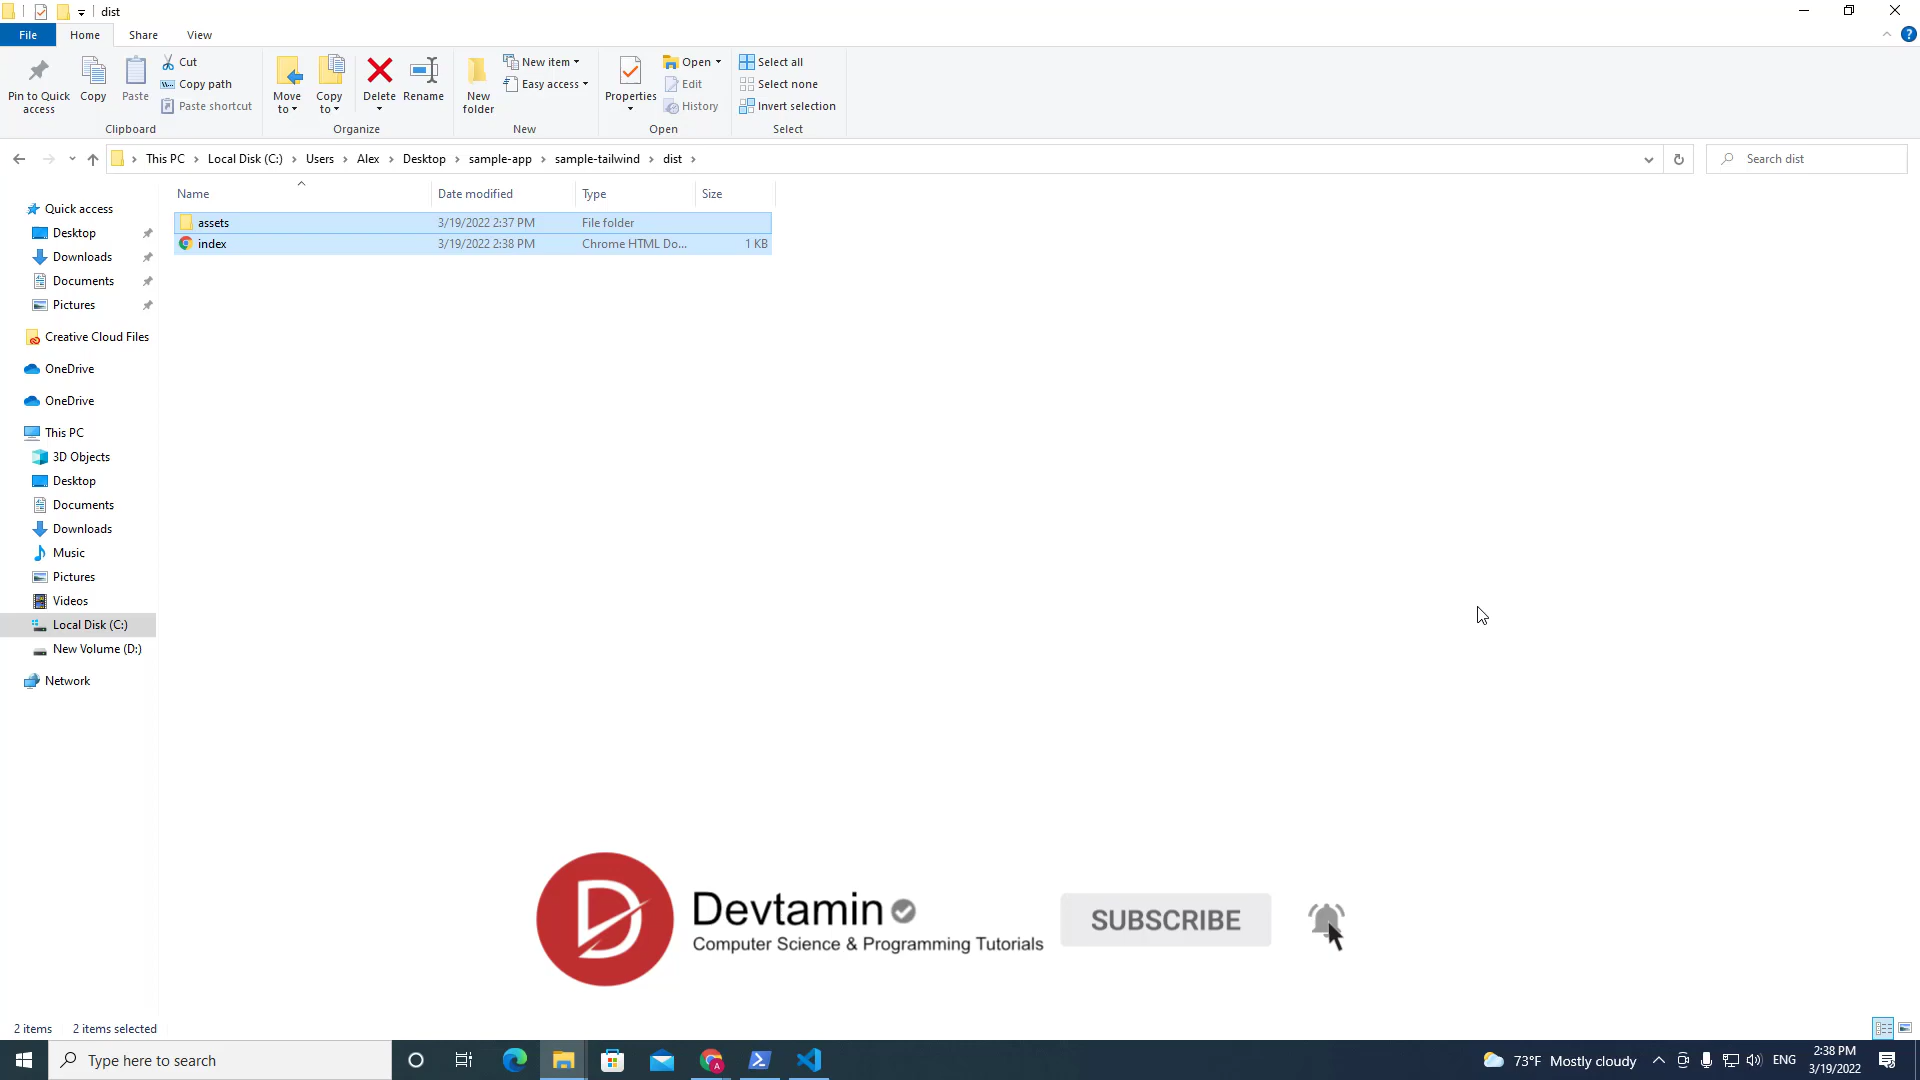 dist
File
Home
Share
View
?
Pin to Quick
access
Copy
Paste
Cut
Copy path
Paste shortcut
Clipboard
Move
to
Copy
to
Delete
Rename
Organize
New
folder
New item
Easy access
New
Properties
Open
Edit
History
Open
Select all
Select none
Invert selection
Select
This PC
Local Disk (C:)
Users
Alex
Desktop
sample-app
sample-tailwind
dist
Search dist
Name
Date modified
Type
Size
assets
3/19/2022 2:37 PM
File folder
index
3/19/2022 2:38 PM
Chrome HTML Do...
1 KB
Quick access
Desktop
Downloads
Documents
Pictures
Creative Cloud Files
OneDrive
OneDrive
This PC
3D Objects
Desktop
Documents
Downloads
Music
Pictures
Videos
Local Disk (C:)
New Volume (D:)
Network
D
Devtamin
Computer Science & Programming Tutorials
SUBSCRIBE
2 items
2 items selected
Type here to search
A
73°F Mostly cloudy
ENG
2:38 PM
3/19/2022